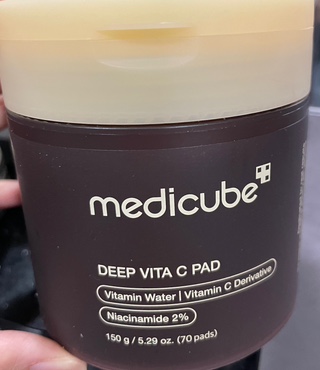 medicube
DEEP VITA C PAD
Vitamin Water | Vitamin C Derivative
Niacinamide 2%
150 g / 5.29 oz. (70 pads)